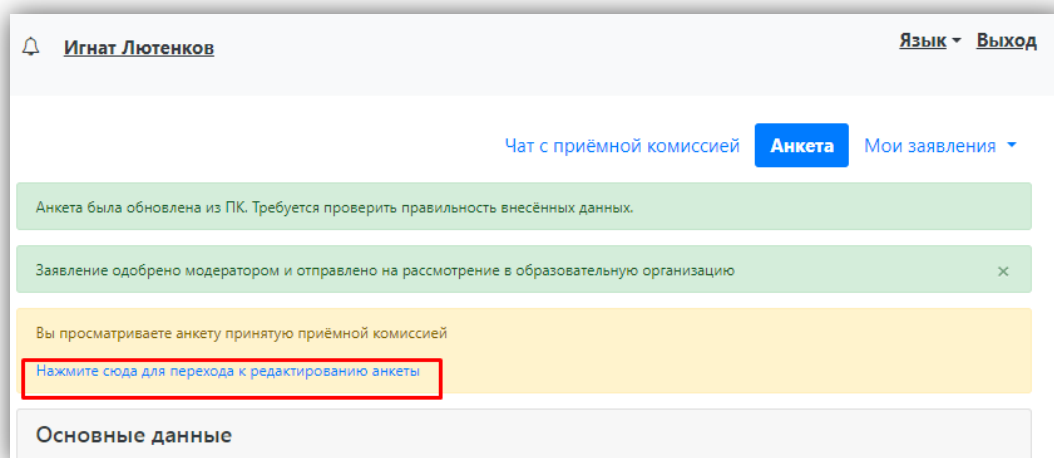 Игнат Лютенков
Язык Выход
Чат с приёмной комиссией Анкета Мои заявления
Анкета была обновлена из ПК. Требуется проверить правильность внесённых данных.
Заявление одобрено модератором и отправлено на рассмотрение в образовательную организацию ×
Вы просматриваете анкету принятую приёмной комиссией
Нажмите сюда для перехода к редактированию анкеты
Основные данные